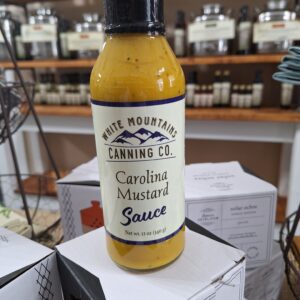 WHITE MOUNTAINS
CANNING CO.
Carolina
Mustard
Sauce
Net wt. 12 oz (340 g)